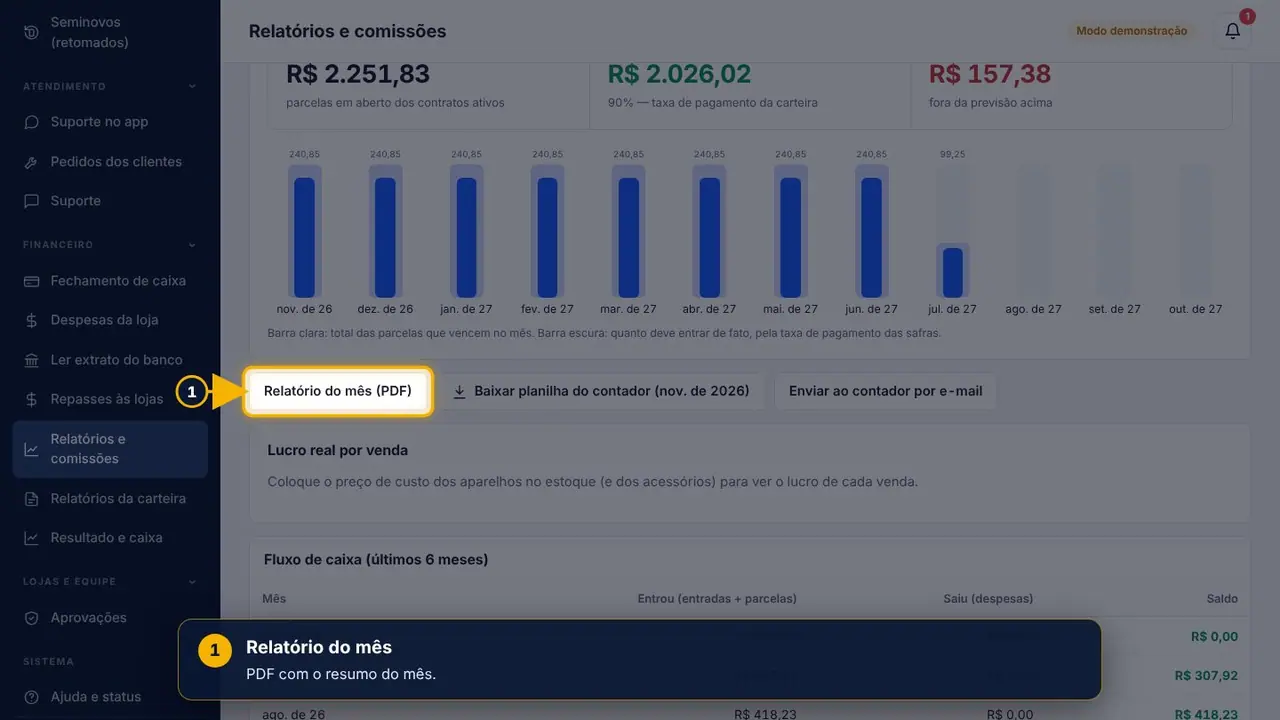 Seminovos
(retomados)
ATENDIMENTO
Suporte no app
Pedidos dos clientes
Suporte
FINANCEIRO
Fechamento de caixa
Despesas da loja
Ler extrato do banco
Repasses às lojas
Relatórios e
comissões
Relatórios da carteira
Resultado e caixa
LOJAS E EQUIPE
Aprovações
SISTEMA
Ajuda e status
Relatórios e comissões
Modo demonstração
1
R$ 2.251,83
parcelas em aberto dos contratos ativos
R$ 2.026,02
90% — taxa de pagamento da carteira
R$ 157,38
fora da previsão acima
240,85 240,85 240,85 240,85 240,85 240,85 240,85 240,85 99,25
nov. de 26 dez. de 26 jan. de 27 fev. de 27 mar. de 27 abr. de 27 mai. de 27 jun. de 27 jul. de 27 ago. de 27 set. de 27 out. de 27
Barra clara: total das parcelas que vencem no mês. Barra escura: quanto deve entrar de fato, pela taxa de pagamento das safras.
1
Relatório do mês (PDF)
Baixar planilha do contador (nov. de 2026)
Enviar ao contador por e-mail
Lucro real por venda
Coloque o preço de custo dos aparelhos no estoque (e dos acessórios) para ver o lucro de cada venda.
Fluxo de caixa (últimos 6 meses)
Mês Entrou (entradas + parcelas) Saiu (despesas) Saldo
R$ 0,00
R$ 307,92
ago. de 26 R$ 418,23 R$ 0,00 R$ 418,23
1
Relatório do mês
PDF com o resumo do mês.